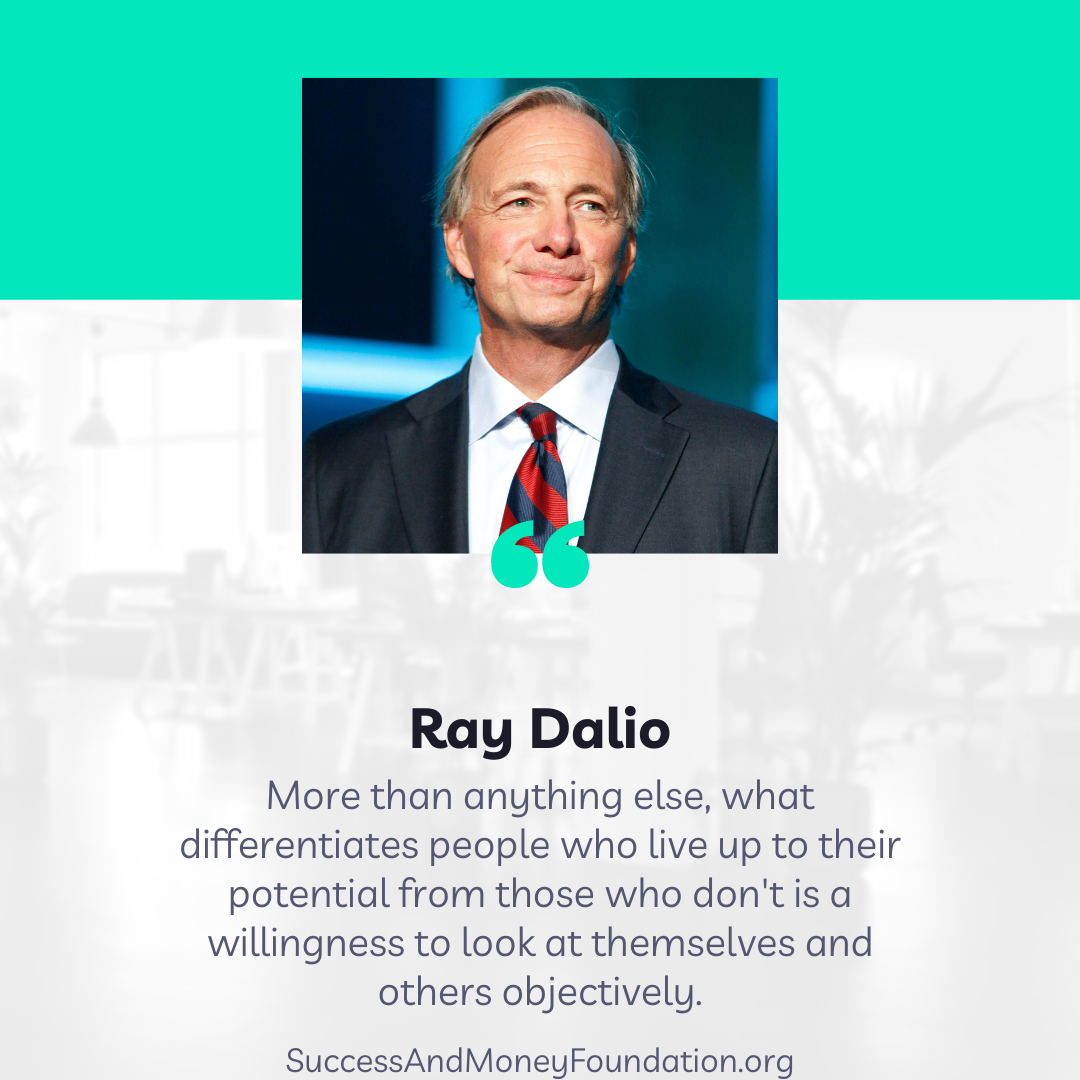 Ray Dalio
More than anything else, what
differentiates people who live up to their
potential from those who don't is a
willingness to look at themselves and
others objectively.
SuccessAndMoneyFoundation.org